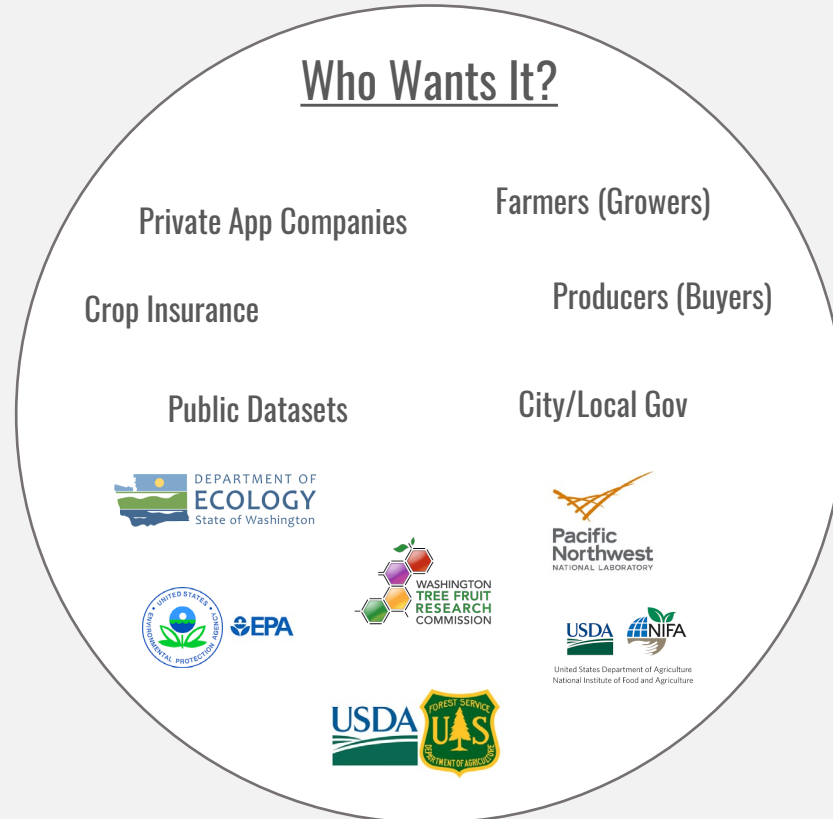 Who Wants It?
Private App Companies
Farmers (Growers)
Crop Insurance
Producers (Buyers)
Public Datasets
City/Local Gov
DEPARTMENT OF
ECOLOGY
State of Washington
Pacific
Northwest
NATIONAL LABORATORY
WASHINGTON
TREE FRUIT
RESEARCH
COMMISSION
UNITED STATES
ENVIRONMENTAL PROTECTION AGENCY
EPA
USDA
NIFA
United States Department of Agriculture
National Institute of Food and Agriculture
USDA
FOREST SERVICE
U S
DEPARTMENT OF AGRICULTURE